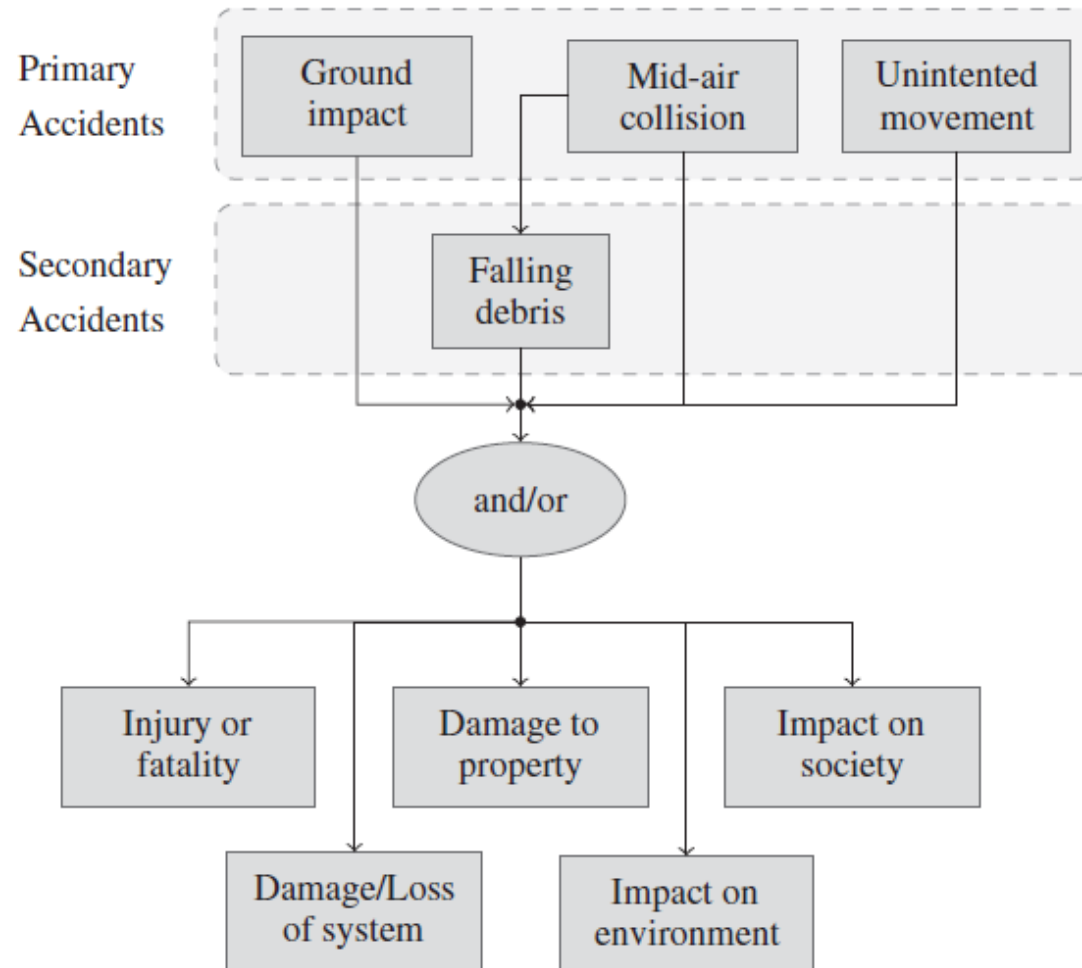 Primary
Accidents
Ground
impact
Mid-air
collision
Unintented
movement
Secondary
Accidents
Falling
debris
and/or
Injury or
fatality
Damage to
property
Impact on
society
Damage/Loss
of system
Impact on
environment